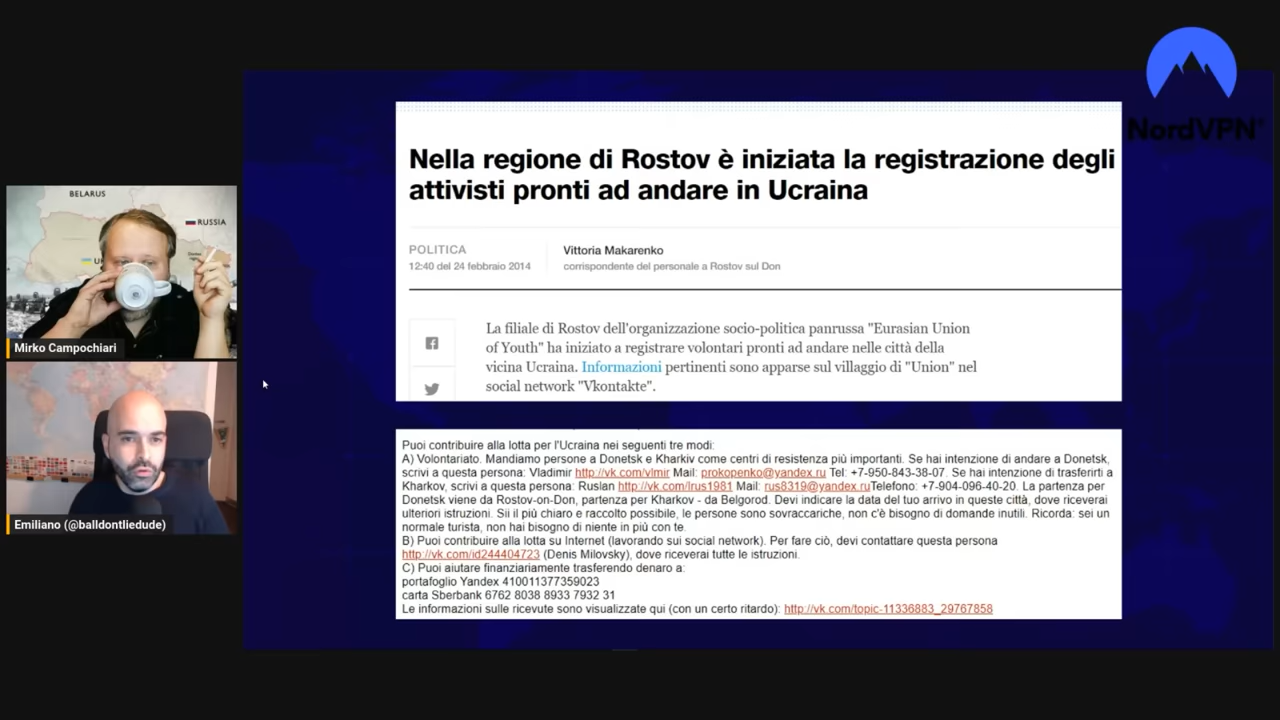 NordVPN®
Nella regione di Rostov è iniziata la registrazione degli
attivisti pronti ad andare in Ucraina
POLITICA
12:40 del 24 febbraio 2014
Vittoria Makarenko
corrispondente del personale a Rostov sul Don
La filiale di Rostov dell'organizzazione socio-politica panrussa "Eurasian Union
of Youth" ha iniziato a registrare volontari pronti ad andare nelle città della
vicina Ucraina. Informazioni pertinenti sono apparse sul villaggio di "Union" nel
social network "Vkontakte".
BELARUS
RUSSIA
Mirko Campochiari
Emiliano (@balldontliedude)
Puoi contribuire alla lotta per l'Ucraina nei seguenti tre modi:
A) Volontariato. Mandiamo persone a Donetsk e Kharkiv come centri di resistenza più importanti. Se hai intenzione di andare a Donetsk,
scrivi a questa persona: Vladimir http://vk.com/vlmir Mail: prokopenko@yandex.ru Tel: +7-950-843-38-07. Se hai intenzione di trasferirti a
Kharkov, scrivi a questa persona: Ruslan http://vk.com/lrus1981 Mail: rus8319@yandex.ruTelefono: +7-904-096-40-20. La partenza per
Donetsk viene da Rostov-on-Don, partenza per Kharkov - da Belgorod. Devi indicare la data del tuo arrivo in queste città, dove riceverai
ulteriori istruzioni. Sii il più chiaro e raccolto possibile, le persone sono sovraccariche, non c'è bisogno di domande inutili. Ricorda: sei un
normale turista, non hai bisogno di niente in più con te.
B) Puoi contribuire alla lotta su Internet (lavorando sui social network). Per fare ciò, devi contattare questa persona
http://vk.com/id244404723 (Denis Milovsky), dove riceverai tutte le istruzioni.
C) Puoi aiutare finanziariamente trasferendo denaro a:
portafoglio Yandex 410011377359023
carta Sberbank 6762 8038 8933 7932 31
Le informazioni sulle ricevute sono visualizzate qui (con un certo ritardo): http://vk.com/topic-11336883_29767858